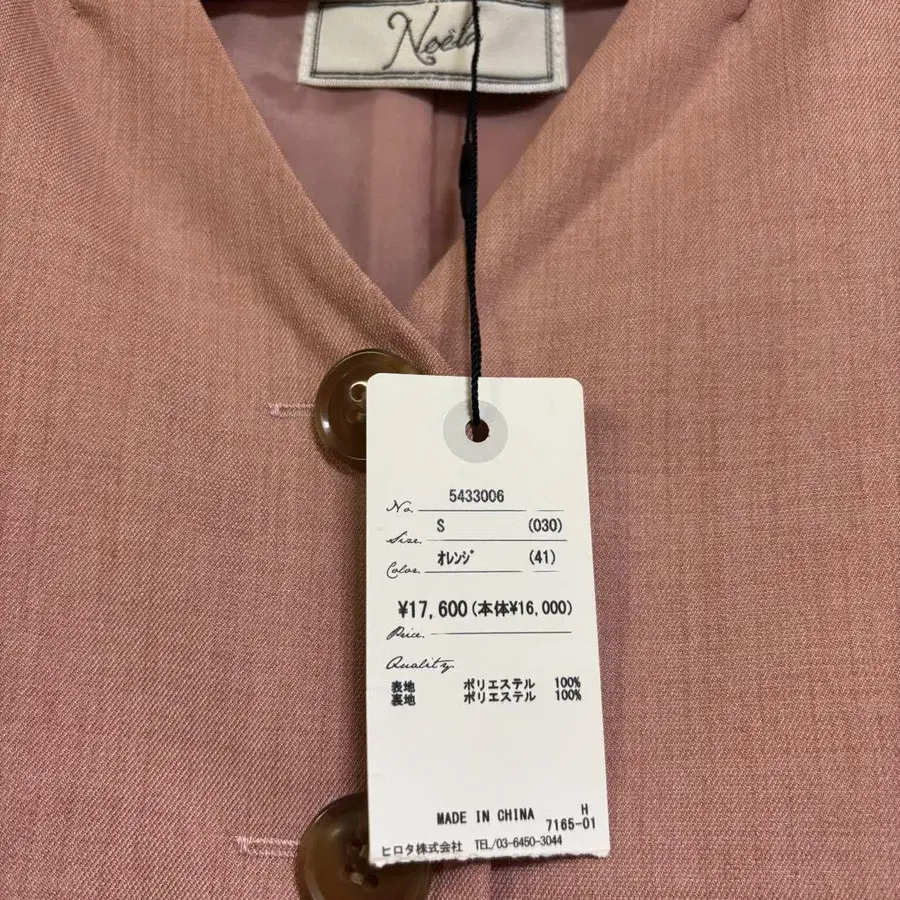 Noëla
No. 5433006
Size. S (030)
Color. オレンジ (41)
¥17,600(本体¥16,000)
Price.
Quality.
表地 ポリエステル 100%
裏地 ポリエステル 100%
MADE IN CHINA H
7165-01
ヒロタ株式会社 TEL/03-6450-3044